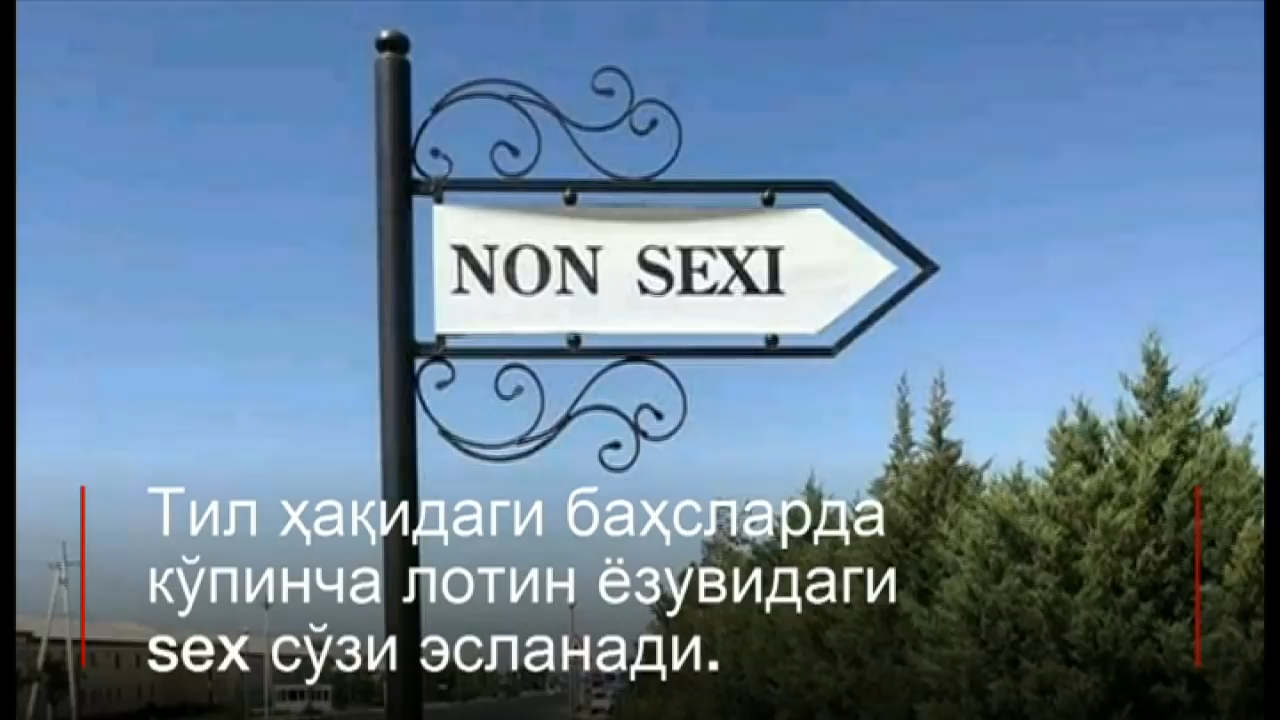 NON SEXI
Тил ҳақидаги баҳсларда
кўпинча лотин ёзувидаги
sex сўзи эсланади.